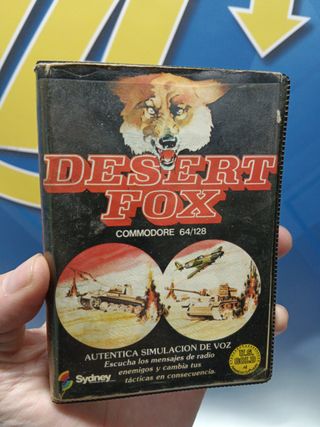 DESERT
FOX
COMMODORE 64/128
AUTENTICA SIMULACION DE VOZ
Escucha los mensajes de radio
enemigos y cambia tus
tácticas en consecuencia.
Sydney
U.S.
GOLD